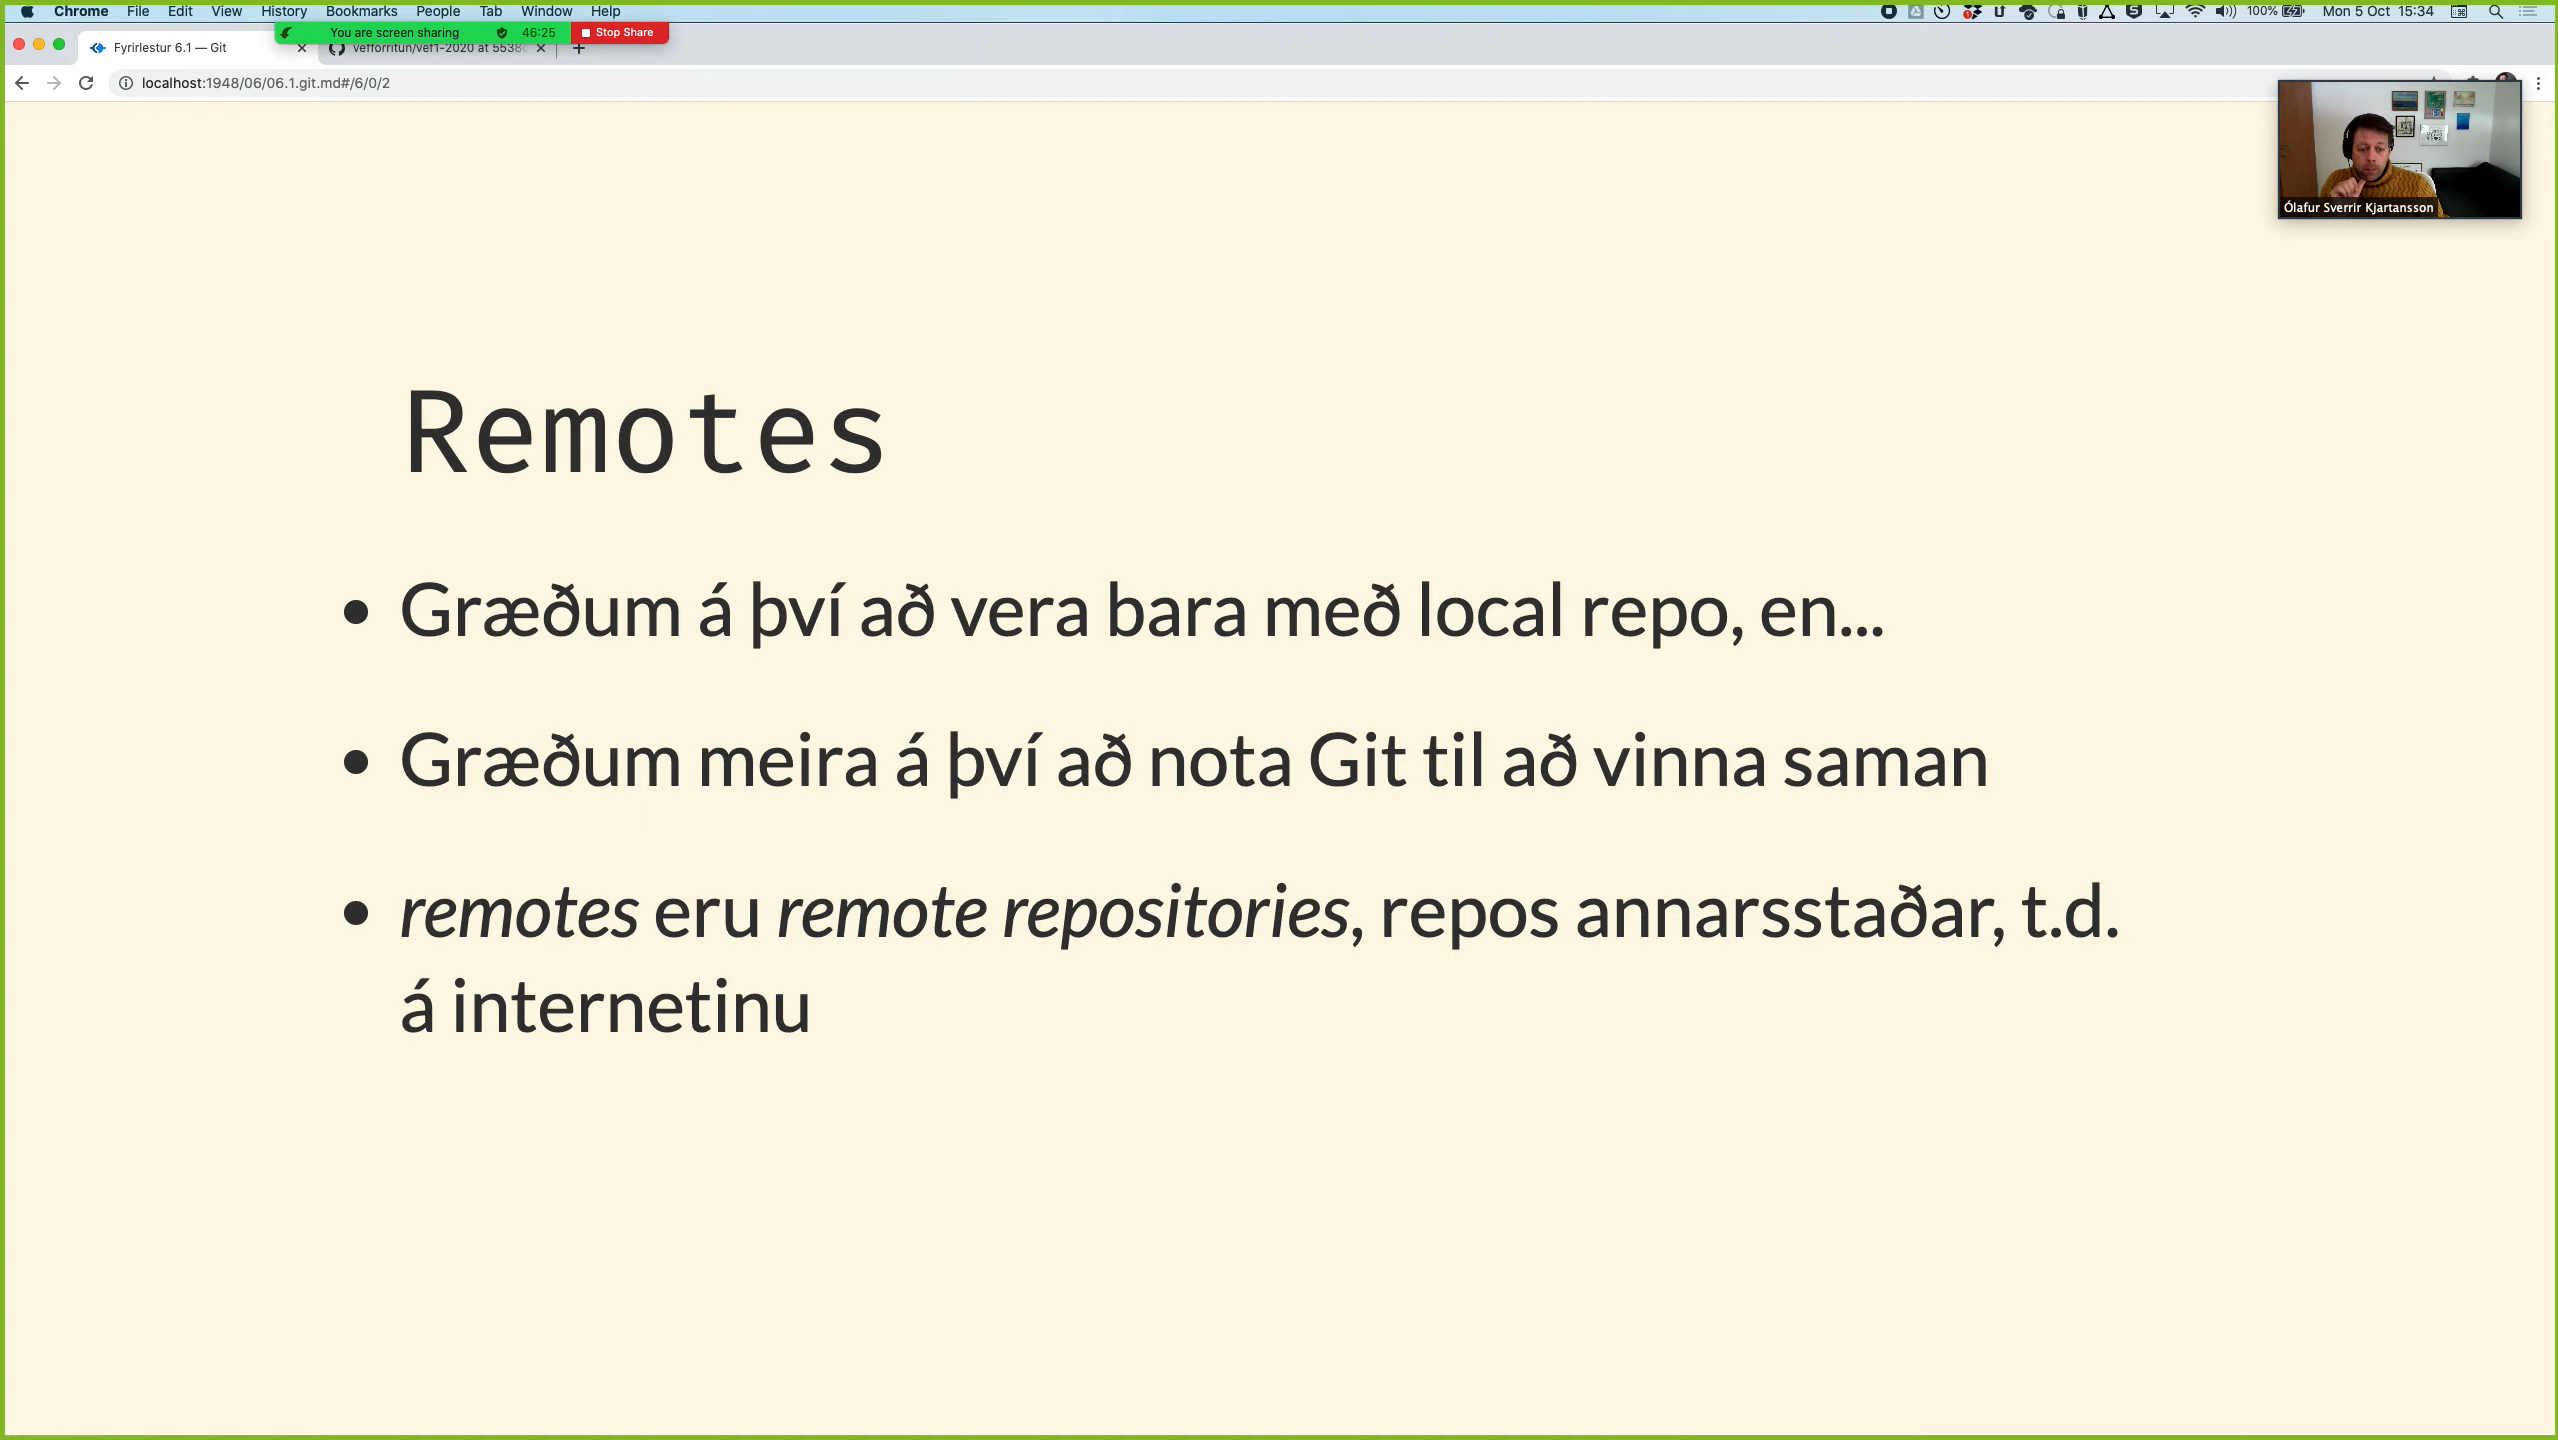 Chrome File Edit View History Bookmarks People Tab Window Help
100% Mon 5 Oct 15:34
You are screen sharing 46:25 Stop Share
Fyrirlestur 6.1 — Git
vefforritun/vef1-2020 at 5538
localhost:1948/06/06.1.git.md#/6/0/2
Ólafur Sverrir Kjartansson
Remotes
• Græðum á því að vera bara með local repo, en...
• Græðum meira á því að nota Git til að vinna saman
• remotes eru remote repositories, repos annarsstaðar, t.d.
á internetinu